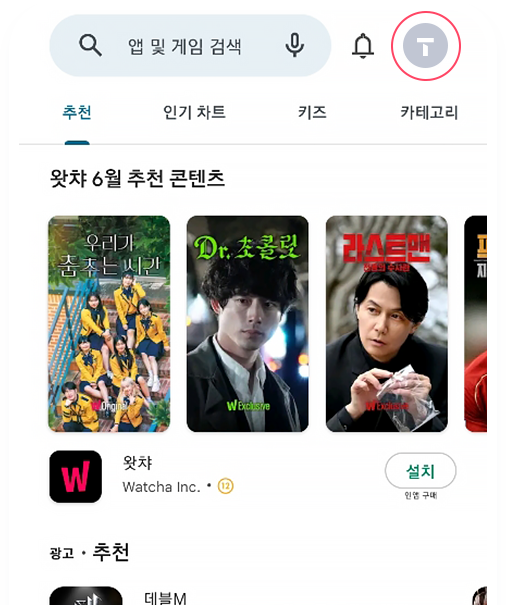 앱 및 게임 검색
T
추천 인기 차트 키즈 카테고리
왓챠 6월 추천 콘텐츠
우리가
춤추는 시간
W.Original
Dr. 초콜릿
W Exclusive
라스트맨
W Exclusive
W
왓챠
Watcha Inc. • 12
설치
인앱 구매
광고 • 추천
데블M